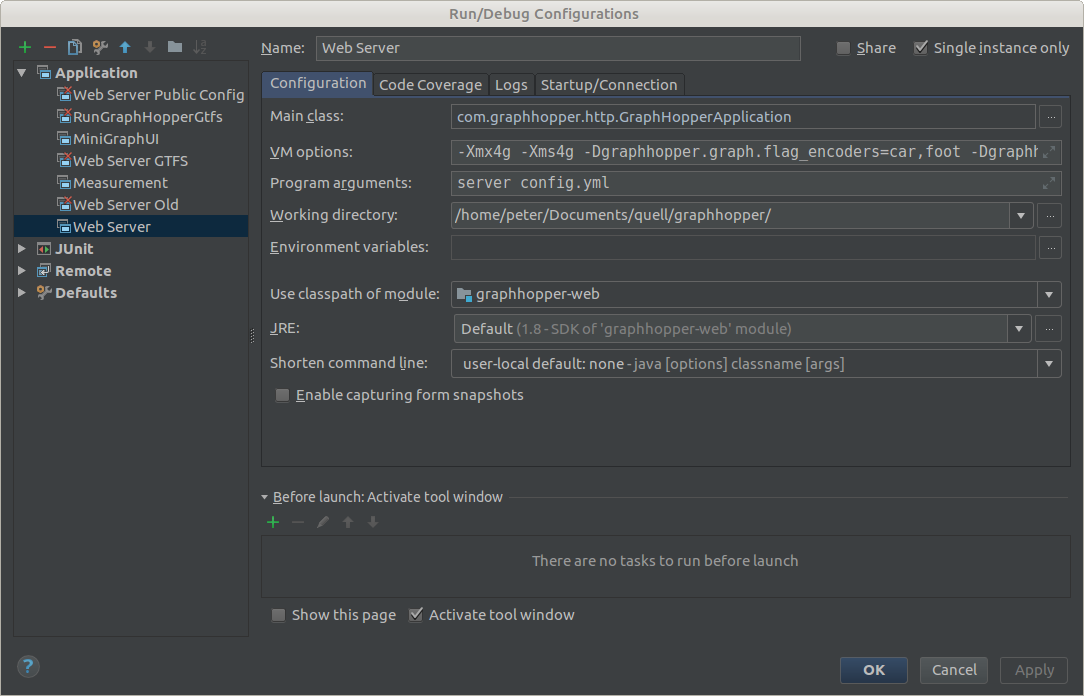 Run/Debug Configurations
Name: Web Server Share Single instance only
Application
Web Server Public Config
RunGraphHopperGtfs
MiniGraphUI
Web Server GTFS
Measurement
Web Server Old
Web Server
JUnit
Remote
Defaults
Configuration Code Coverage Logs Startup/Connection
Main class: com.graphhopper.http.GraphHopperApplication ...
VM options: -Xmx4g -Xms4g -Dgraphhopper.graph.flag_encoders=car,foot -Dgraphh
Program arguments: server config.yml
Working directory: /home/peter/Documents/quell/graphhopper/ ...
Environment variables: ...
Use classpath of module: graphhopper-web
JRE: Default (1.8 - SDK of 'graphhopper-web' module) ...
Shorten command line: user-local default: none - java [options] classname [args]
Enable capturing form snapshots
Before launch: Activate tool window
There are no tasks to run before launch
Show this page Activate tool window
? OK Cancel Apply